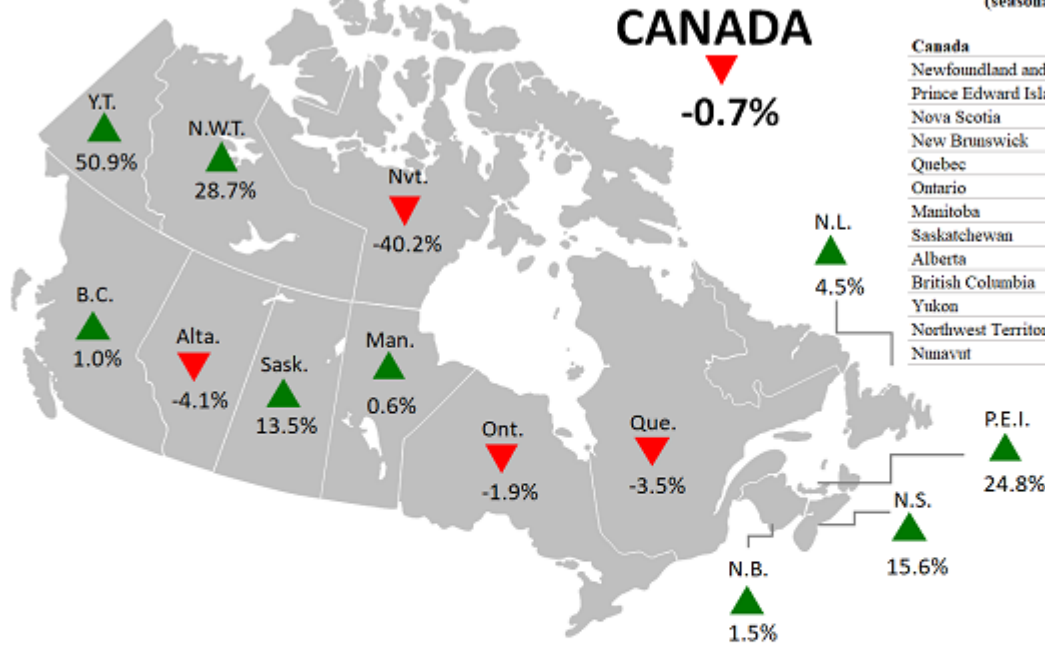 CANADA
-0.7%
Canada
Newfoundland and
Prince Edward
Nova Scotia
New Brunswick
Quebec
Ontario
Manitoba
Saskatchewan
Alberta
British Columbia
Yukon
Northwest
Nunavut
Y.T.
50.9%
N.W.T.
28.7%
Nvt.
-40.2%
B.C.
1.0%
Alta.
-4.1%
Sask.
13.5%
Man.
0.6%
Ont.
-1.9%
Que.
-3.5%
N.L.
4.5%
P.E.I.
24.8%
N.S.
15.6%
N.B.
1.5%